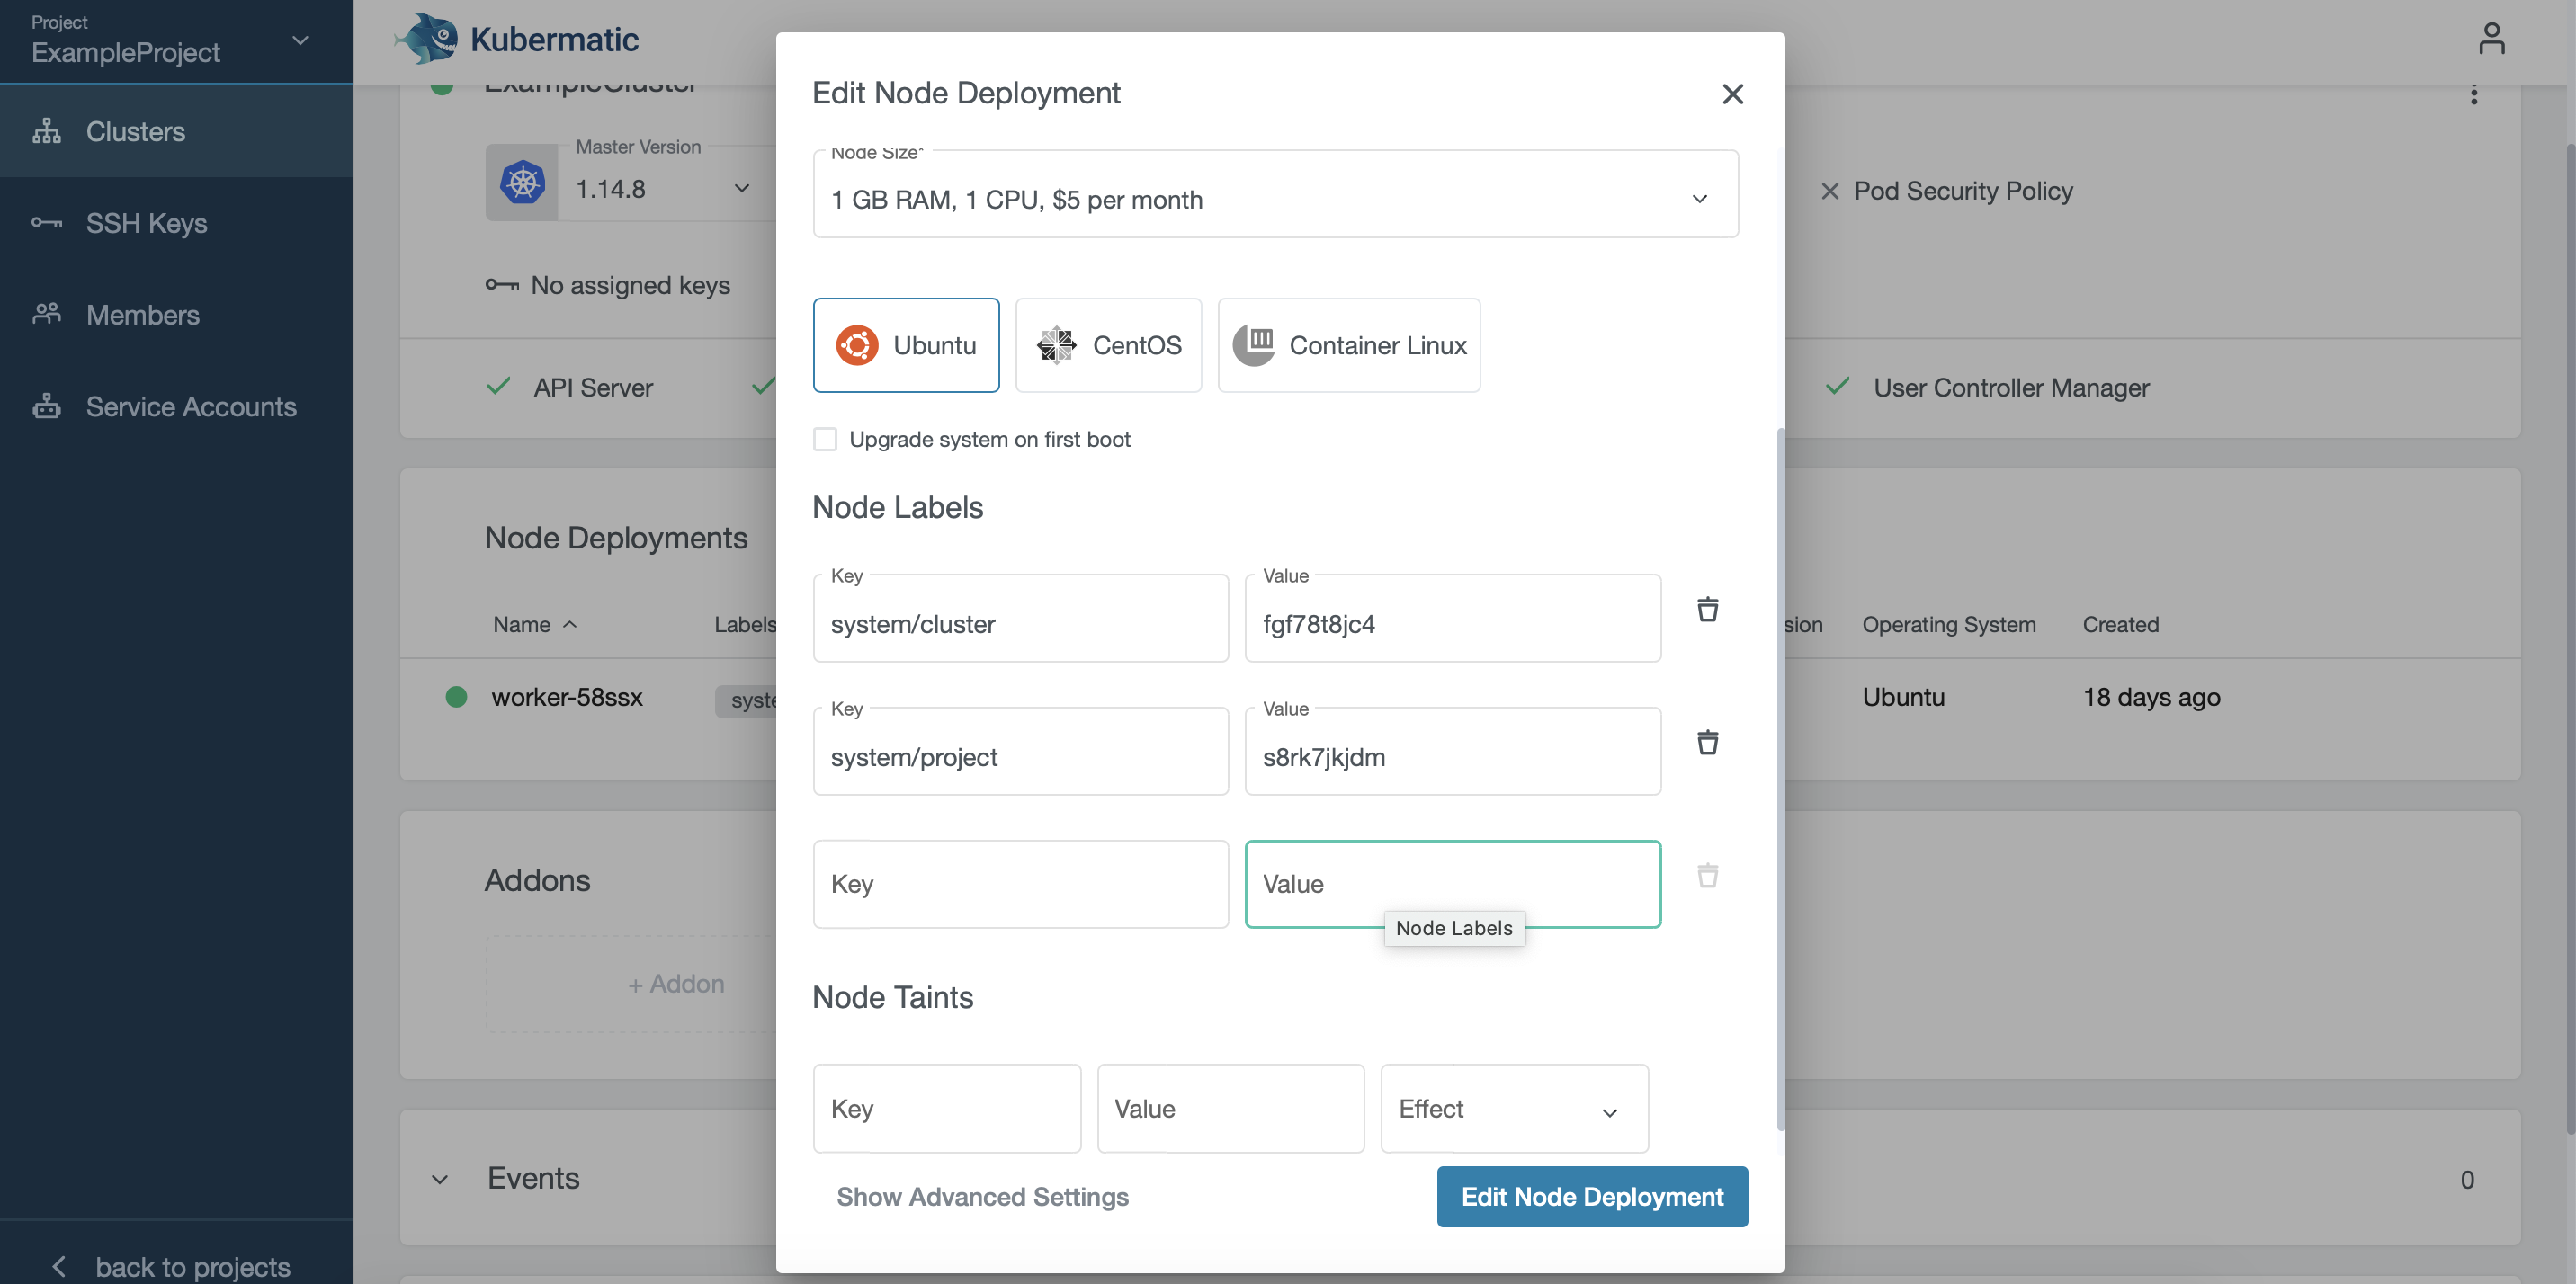 Project
ExampleProject
Clusters
SSH Keys
Members
Service Accounts
back to projects
Kubermatic
ExampleCluster
Master Version
1.14.8
No assigned keys
API Server
Pod Security Policy
User Controller Manager
Node Deployments
Name
Labels
Operating System
Created
worker-58ssx
Ubuntu
18 days ago
Addons
+ Addon
Events
0
Edit Node Deployment
Node Size*
1 GB RAM, 1 CPU, $5 per month
Ubuntu
CentOS
Container Linux
Upgrade system on first boot
Node Labels
Key
Value
system/cluster
fgf78t8jc4
Key
Value
system/project
s8rk7jkjdm
Key
Value
Node Labels
Node Taints
Key
Value
Effect
Show Advanced Settings
Edit Node Deployment